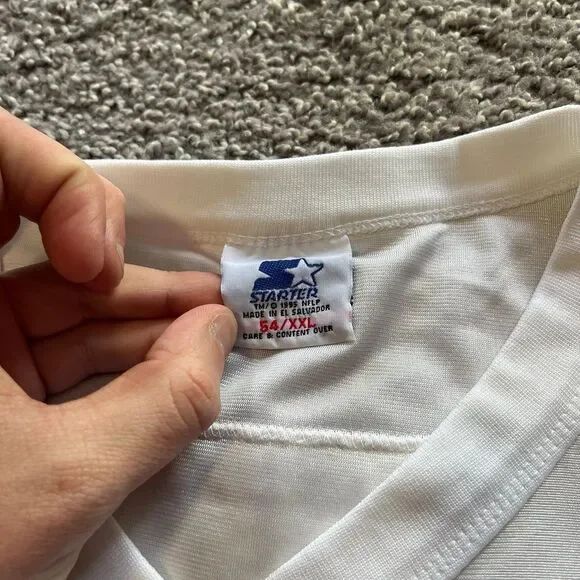 STARTER
TM/© 1995 NFLP
MADE IN EL SALVADOR
54/XXL
CARE & CONTENT OVER